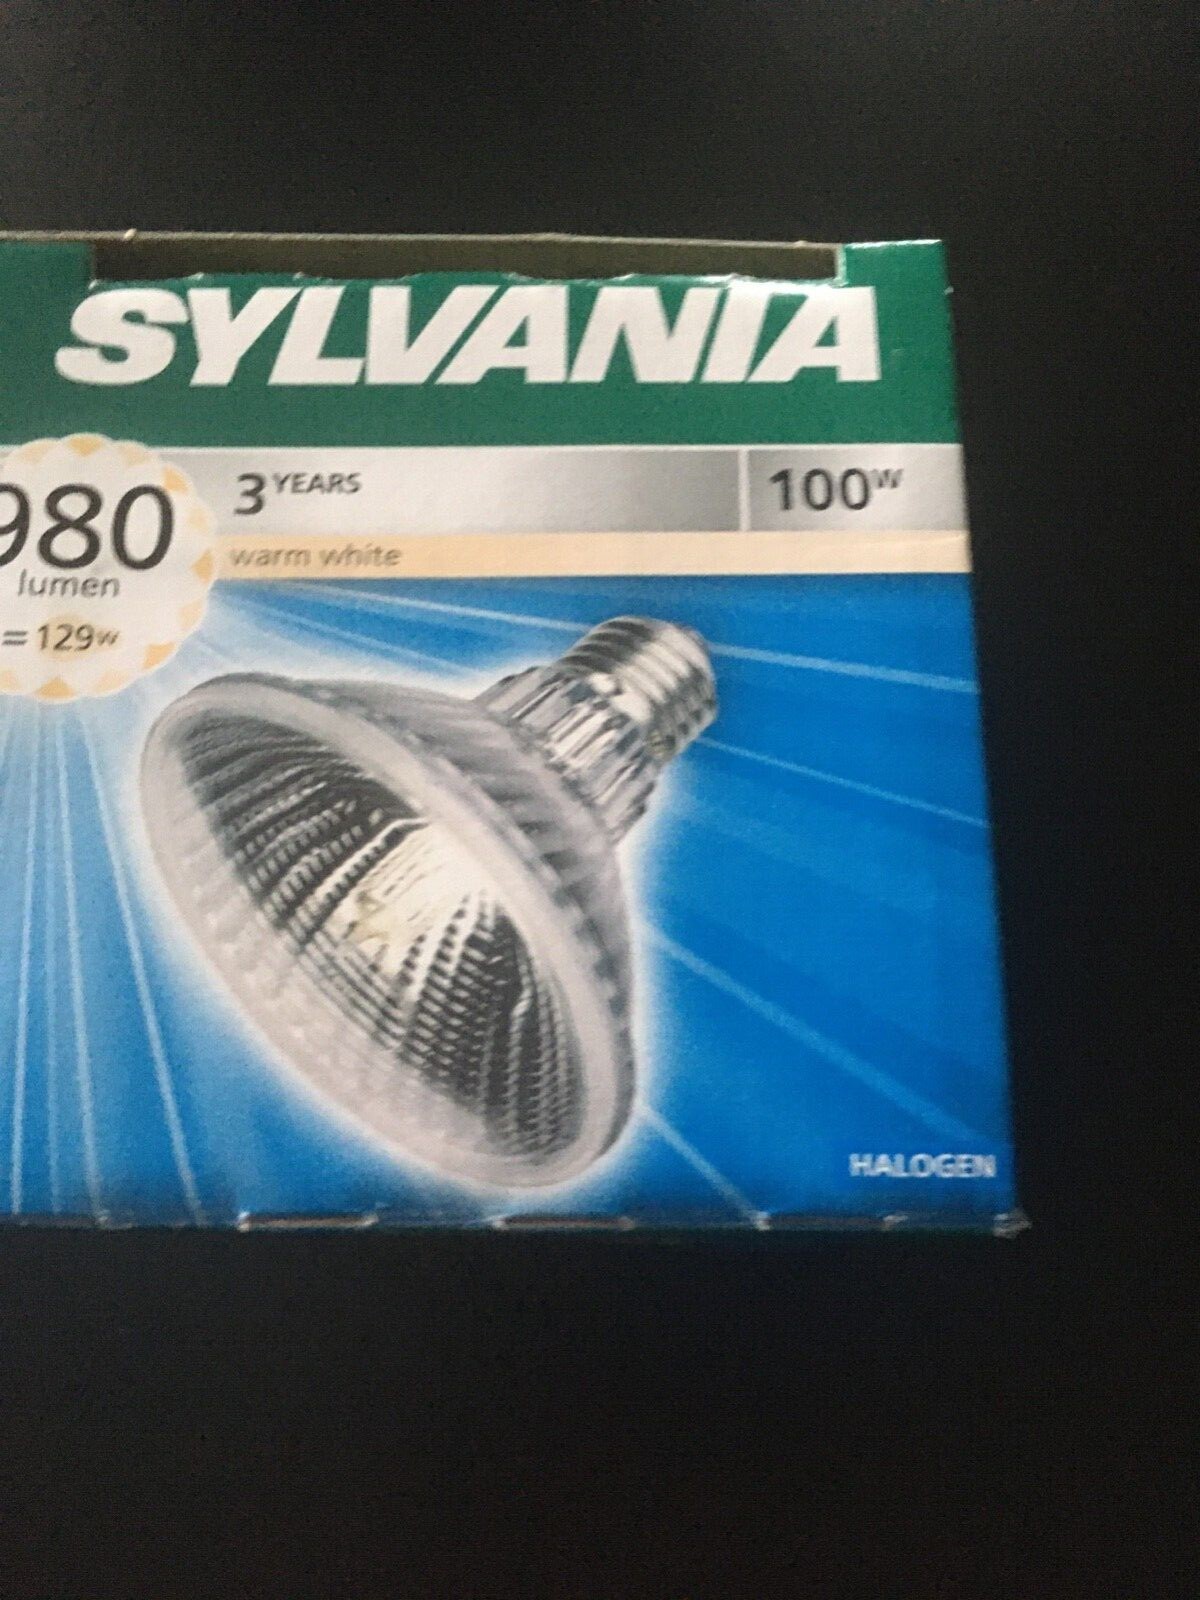 SYLVANIA
980
lumen
= 129W
3 YEARS
100W
warm white
HALOGEN